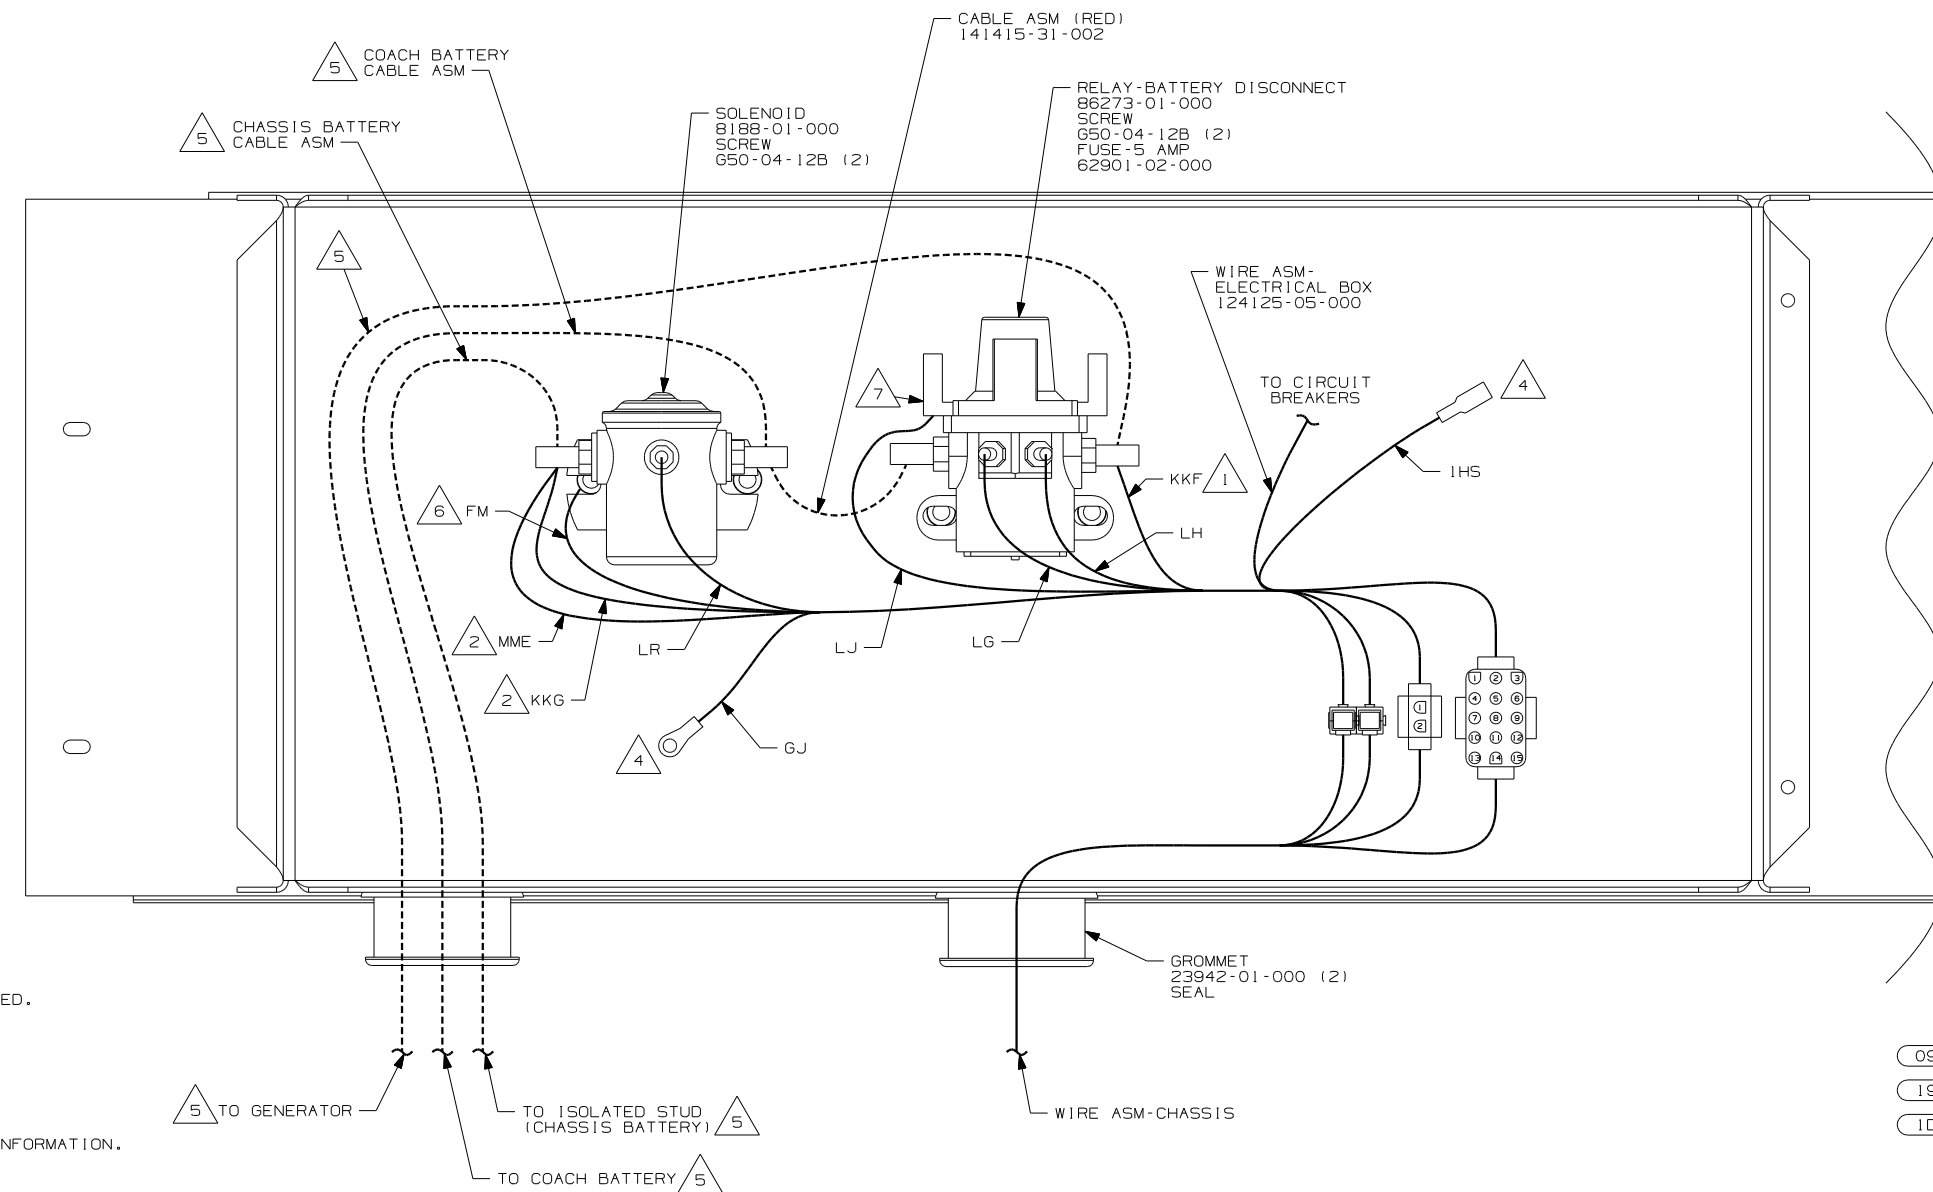 CABLE ASM (RED)
141415-31-002
5
COACH BATTERY
CABLE ASM
RELAY-BATTERY DISCONNECT
86273-01-000
SCREW
G50-04-12B (2)
FUSE-5 AMP
62901-02-000
SOLENOID
8188-01-000
SCREW
G50-04-12B (2)
5
CHASSIS BATTERY
CABLE ASM
5
WIRE ASM-
ELECTRICAL BOX
124125-05-000
7
TO CIRCUIT
BREAKERS
4
IHS
KKF 1
6 FM
LH
2 MME
LR
LJ
LG
2 KKG
4
GJ
1
2
3
4
5
6
7
8
9
10
11
12
13
14
15
1
2
GROMMET
23942-01-000 (2)
SEAL
ED.
09
19
1D
5 TO GENERATOR
TO ISOLATED STUD
(CHASSIS BATTERY) 5
WIRE ASM-CHASSIS
NFORMATION.
TO COACH BATTERY 5